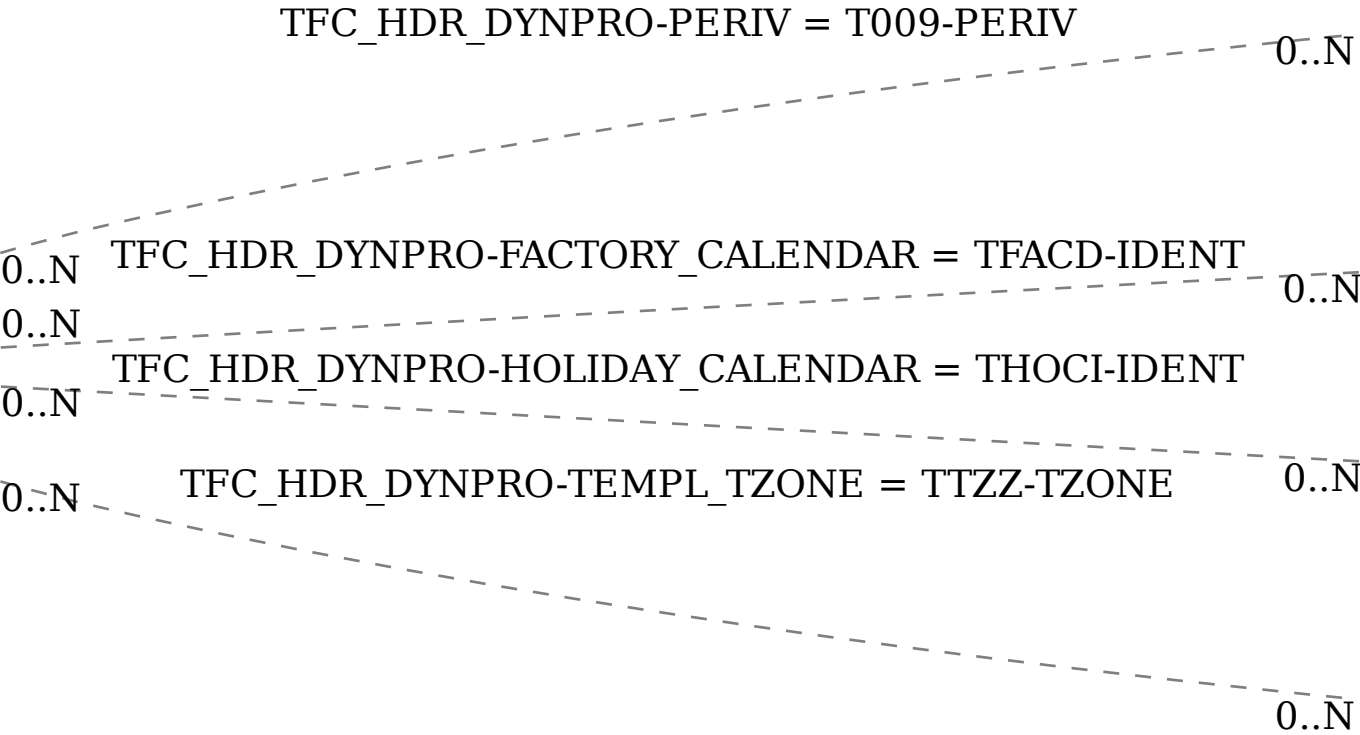 TFC_HDR_DYNPRO-PERIV = T009-PERIV
0..N
TFC_HDR_DYNPRO-FACTORY_CALENDAR = TFACD-IDENT
0..N
0..N
0..N
TFC_HDR_DYNPRO-HOLIDAY_CALENDAR = THOCI-IDENT
0..N
0..N
TFC_HDR_DYNPRO-TEMPL_TZONE = TTZZ-TZONE
0..N
0..N